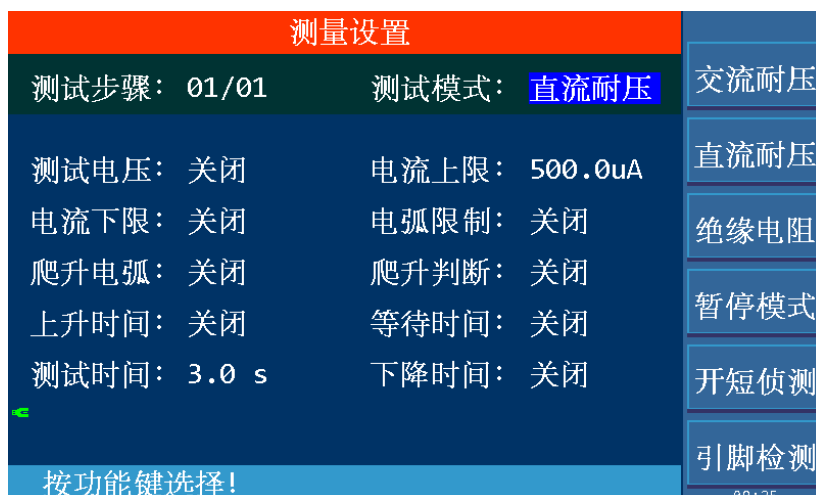 测量设置
测试步骤: 01/01 测试模式: 直流耐压
测试电压: 关闭 电流上限: 500.0uA
电流下限: 关闭 电弧限制: 关闭
爬升电弧: 关闭 爬升判断: 关闭
上升时间: 关闭 等待时间: 关闭
测试时间: 3.0 s 下降时间: 关闭
按功能键选择!
交流耐压
直流耐压
绝缘电阻
暂停模式
开短侦测
引脚检测